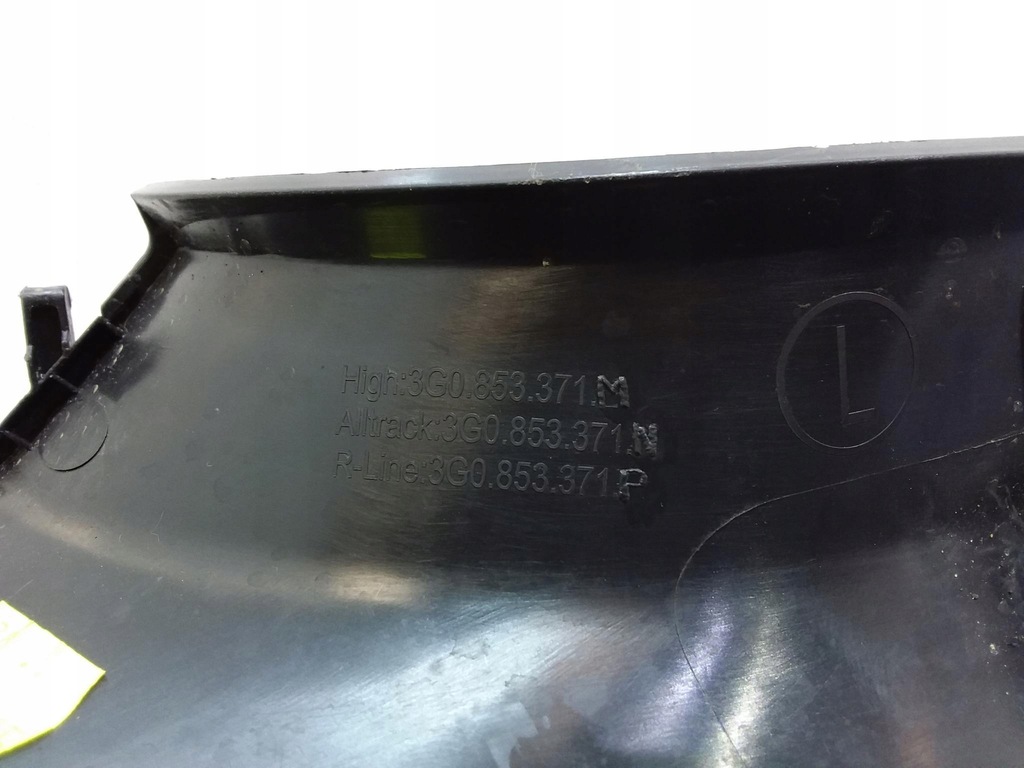 High:3G0.853.371.M
Alltrack:3G0.853.371.N
R-Line:3G0.853.371.P
L